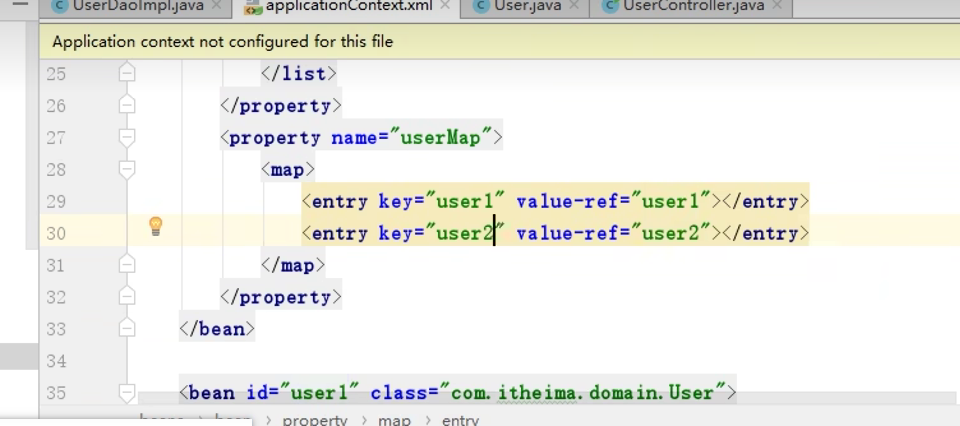 UserDaoImpl.java × applicationContext.xml × User.java × UserController.java ×
Application context not configured for this file
25 </list>
26 </property>
27 <property name="userMap">
28 <map>
29 <entry key="user1" value-ref="user1"></entry>
30 <entry key="user2" value-ref="user2"></entry>
31 </map>
32 </property>
33 </bean>
34
35 <bean id="user1" class="com.itheima.domain.User">
property › map › entry